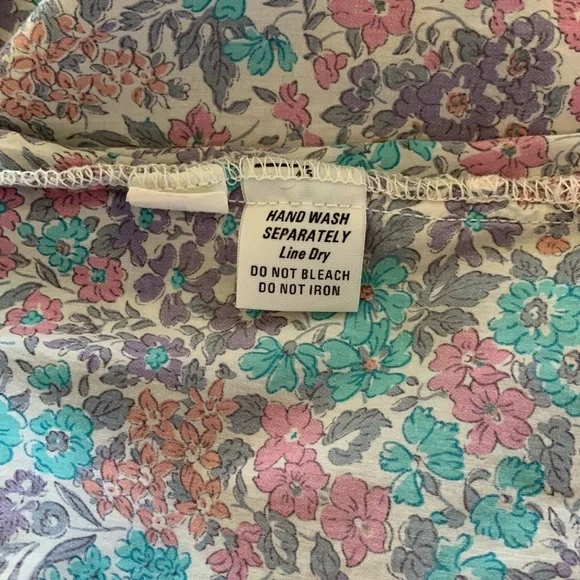 HAND WASH
SEPARATELY
Line Dry
DO NOT BLEACH
DO NOT IRON